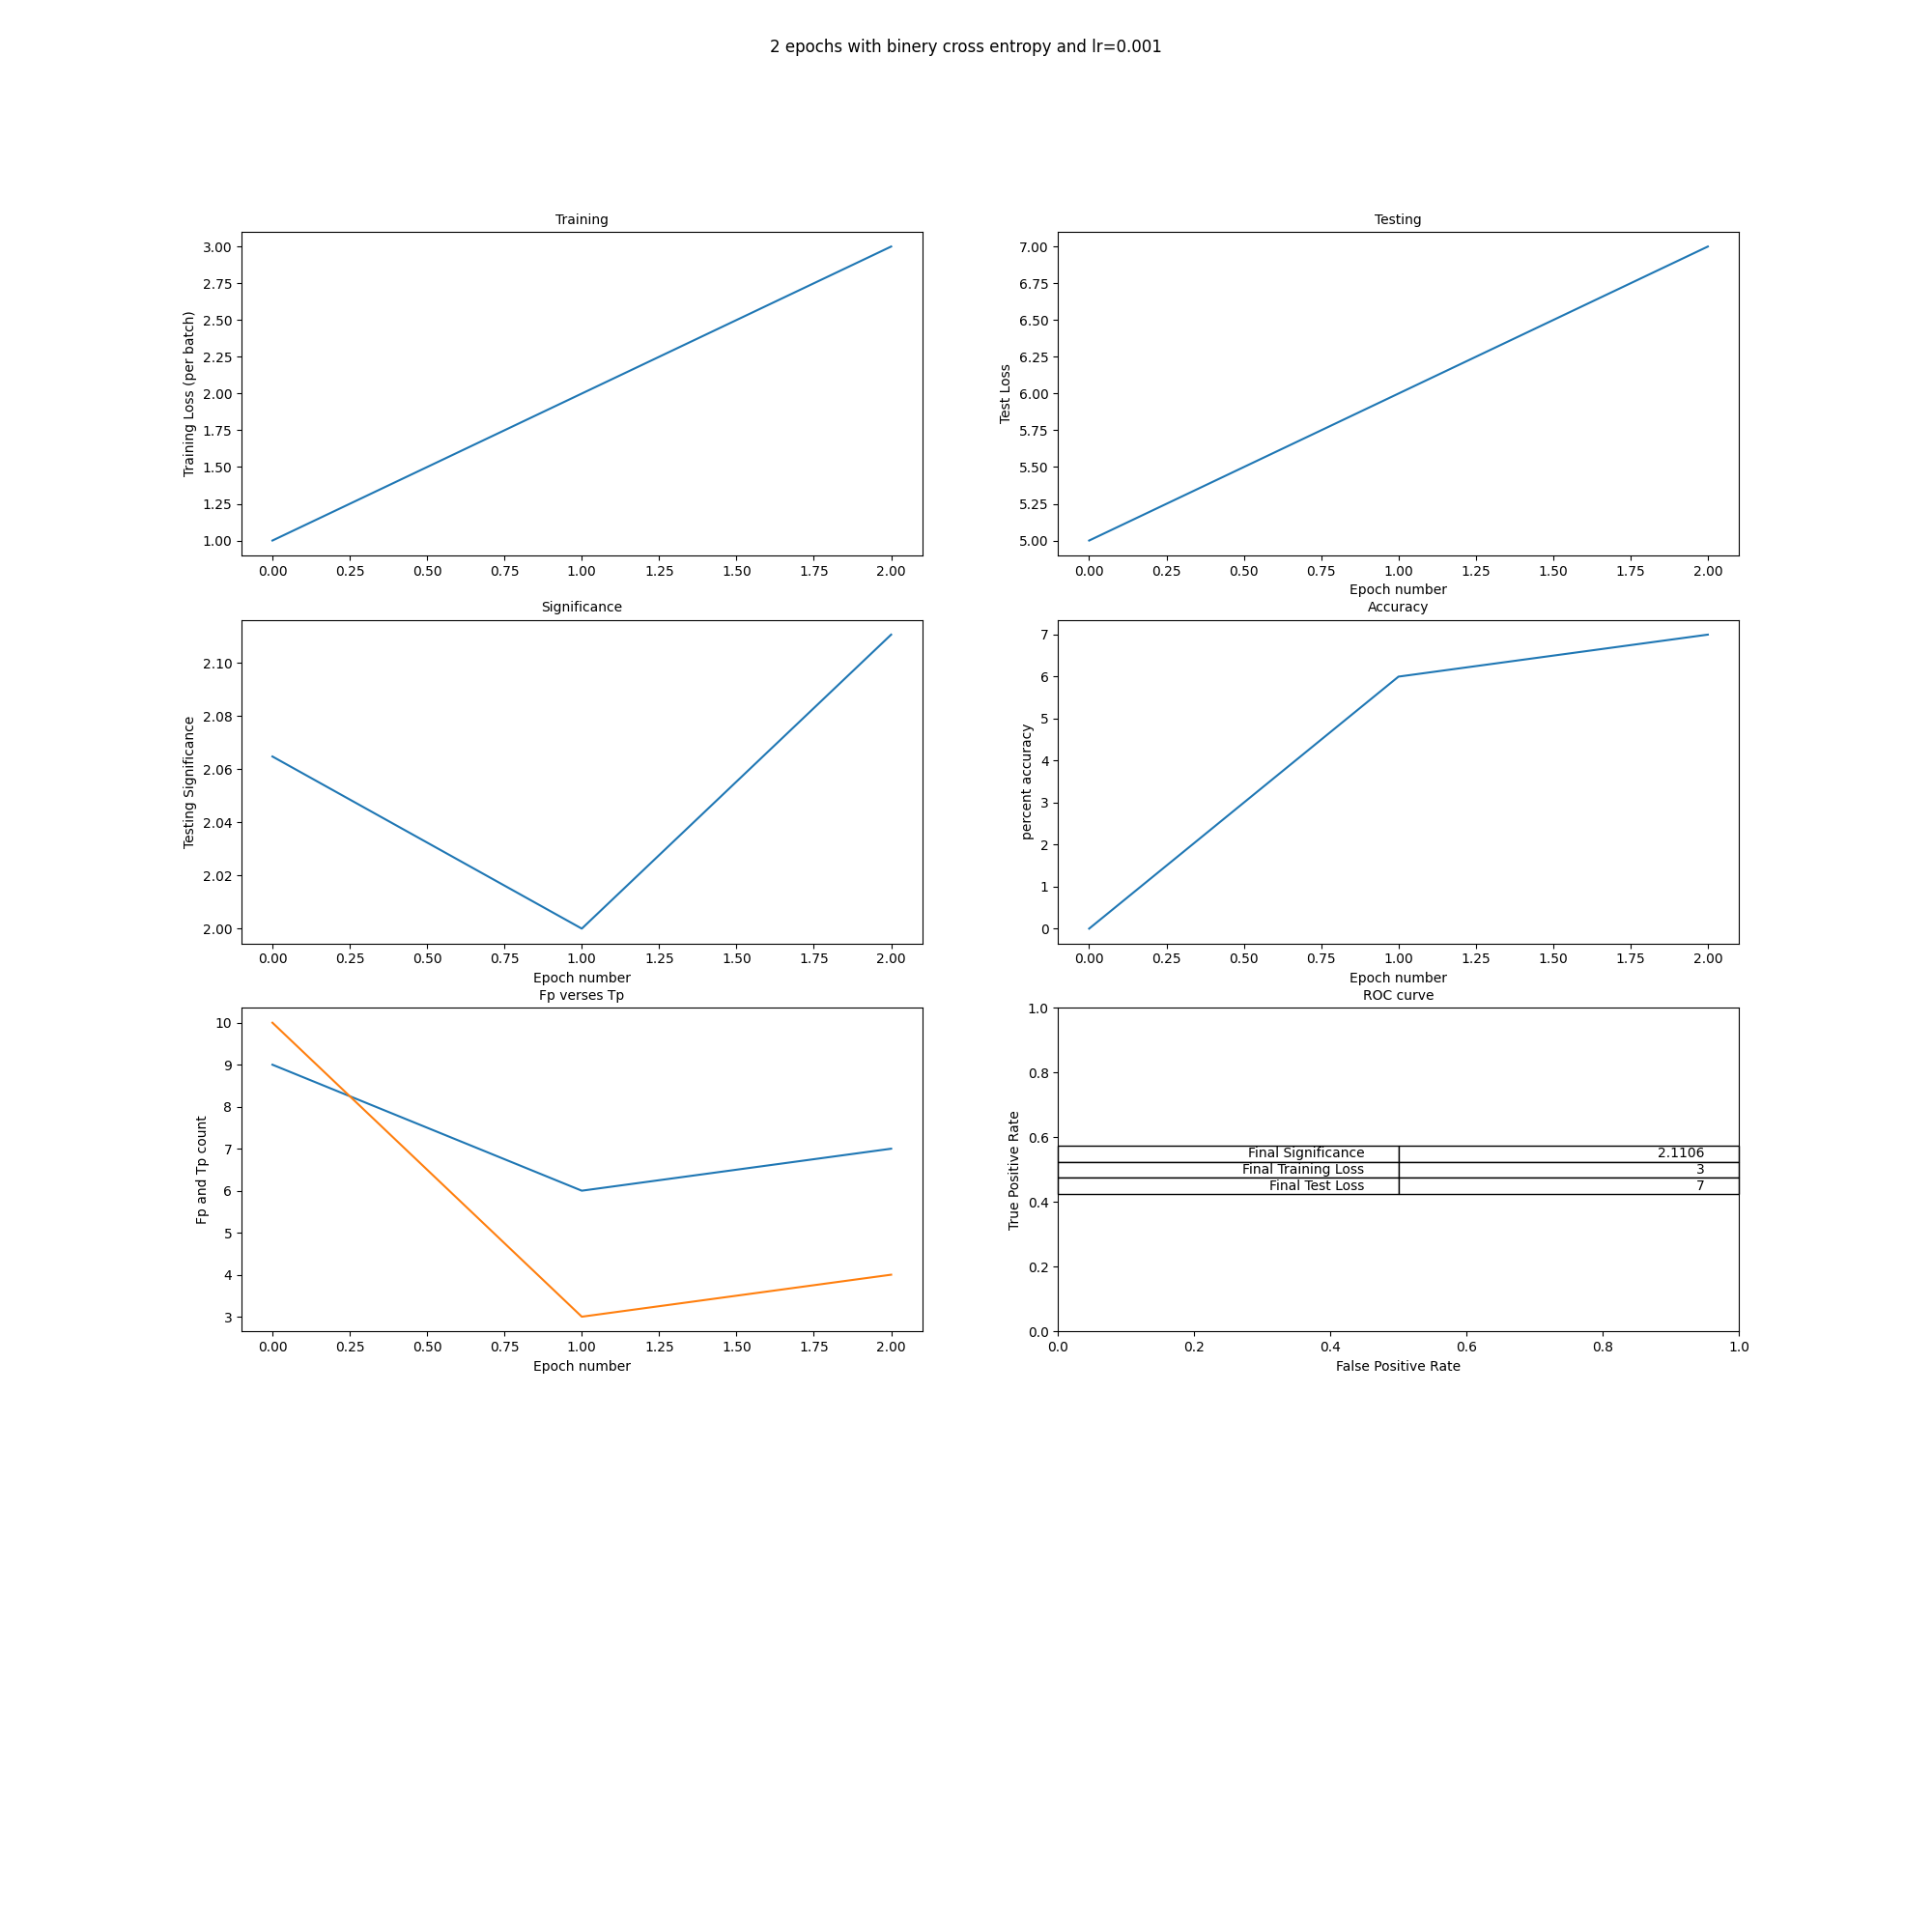 2 epochs with binery cross entropy and lr=0.001
Training
Training Loss (per batch)
3.00
2.75
2.50
2.25
2.00
1.75
1.50
1.25
1.00
0.00 0.25 0.50 0.75 1.00 1.25 1.50 1.75 2.00
Testing
Test Loss
7.00
6.75
6.50
6.25
6.00
5.75
5.50
5.25
5.00
0.00 0.25 0.50 0.75 1.00 1.25 1.50 1.75 2.00
Epoch number
Significance
Testing Significance
2.10
2.08
2.06
2.04
2.02
2.00
0.00 0.25 0.50 0.75 1.00 1.25 1.50 1.75 2.00
Epoch number
Accuracy
percent accuracy
7
6
5
4
3
2
1
0
0.00 0.25 0.50 0.75 1.00 1.25 1.50 1.75 2.00
Epoch number
Fp verses Tp
Fp and Tp count
10
9
8
7
6
5
4
3
0.00 0.25 0.50 0.75 1.00 1.25 1.50 1.75 2.00
Epoch number
ROC curve
True Positive Rate
1.0
0.8
0.6
0.4
0.2
0.0
Final Significance 2.1106
Final Training Loss 3
Final Test Loss 7
0.0 0.2 0.4 0.6 0.8 1.0
False Positive Rate